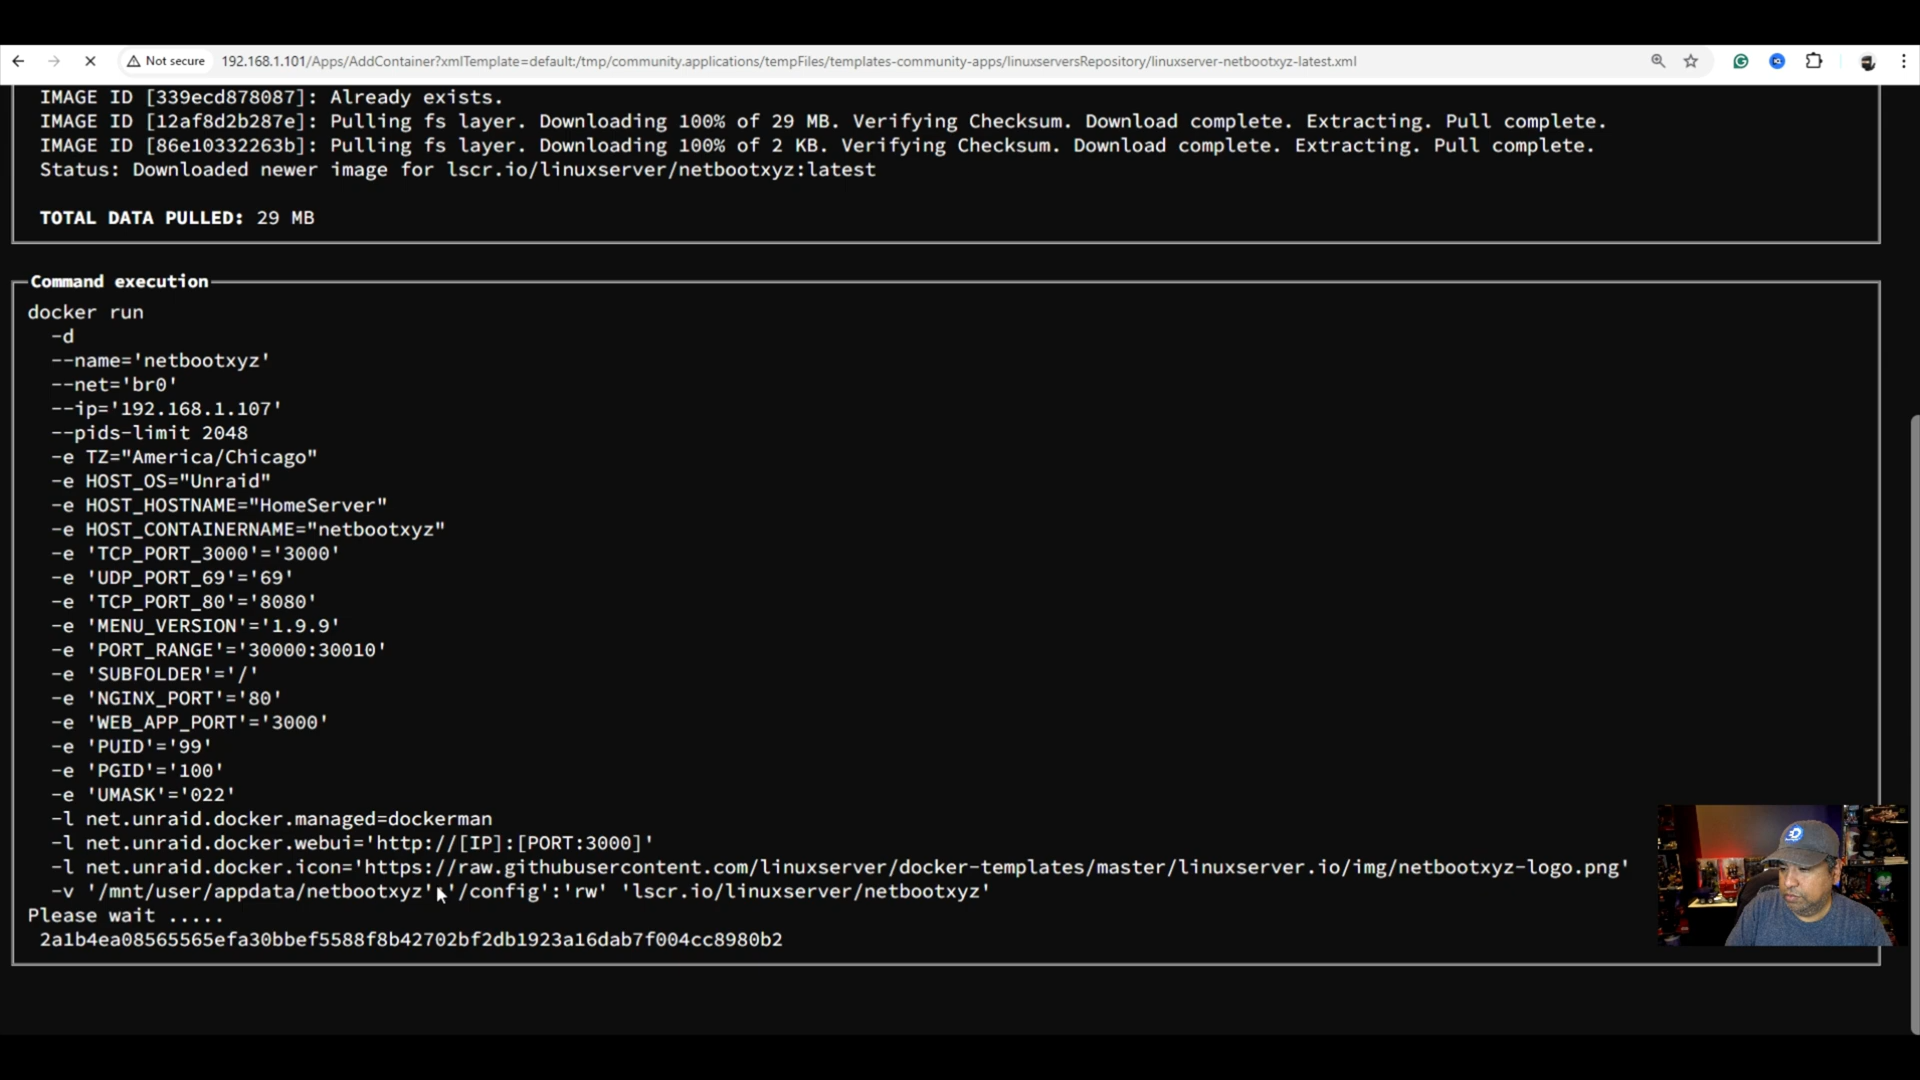 Not secure
192.168.1.101/Apps/AddContainer?xmlTemplate=default:/tmp/community.applications/tempFiles/templates-community-apps/linuxserversRepository/linuxserver-netbootxyz-latest.xml
IMAGE ID [339ecd878087]: Already exists.
IMAGE ID [12af8d2b287e]: Pulling fs layer. Downloading 100% of 29 MB. Verifying Checksum. Download complete. Extracting. Pull complete.
IMAGE ID [86e10332263b]: Pulling fs layer. Downloading 100% of 2 KB. Verifying Checksum. Download complete. Extracting. Pull complete.
Status: Downloaded newer image for lscr.io/linuxserver/netbootxyz:latest
TOTAL DATA PULLED: 29 MB
Command execution
docker run
-d
--name='netbootxyz'
--net='br0'
--ip='192.168.1.107'
--pids-limit 2048
-e TZ="America/Chicago"
-e HOST_OS="Unraid"
-e HOST_HOSTNAME="HomeServer"
-e HOST_CONTAINERNAME="netbootxyz"
-e 'TCP_PORT_3000'='3000'
-e 'UDP_PORT_69'='69'
-e 'TCP_PORT_80'='8080'
-e 'MENU_VERSION'='1.9.9'
-e 'PORT_RANGE'='30000:30010'
-e 'SUBFOLDER'='/'
-e 'NGINX_PORT'='80'
-e 'WEB_APP_PORT'='3000'
-e 'PUID'='99'
-e 'PGID'='100'
-e 'UMASK'='022'
-l net.unraid.docker.managed=dockerman
-l net.unraid.docker.webui='http://[IP]:[PORT:3000]'
-l net.unraid.docker.icon='https://raw.githubusercontent.com/linuxserver/docker-templates/master/linuxserver.io/img/netbootxyz-logo.png'
-v '/mnt/user/appdata/netbootxyz':'/config':'rw' 'lscr.io/linuxserver/netbootxyz'
Please wait .....
2a1b4ea08565565efa30bbef5588f8b42702bf2db1923a16dab7f004cc8980b2